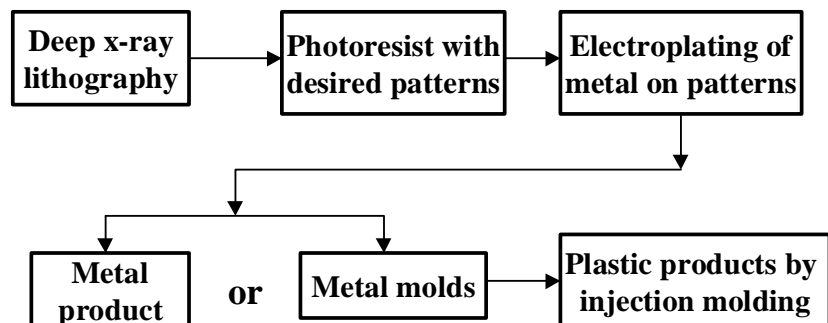 Deep x-ray
lithography
Photoresist with
desired patterns
Electroplating of
metal on patterns
Metal
product
or
Metal molds
Plastic products by
injection molding